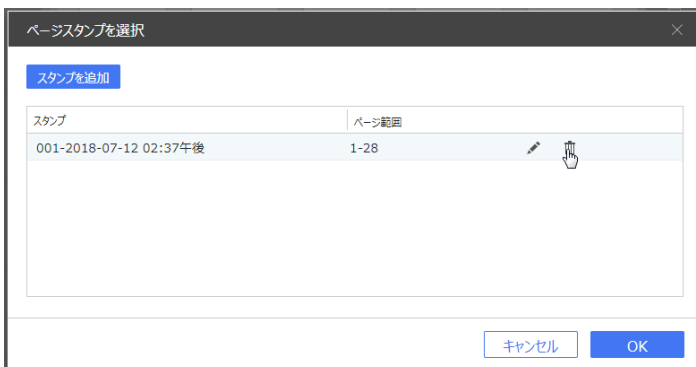 ページスタンプを選択
スタンプを追加
スタンプ ページ範囲
001-2018-07-12 02:37午後 1-28
キャンセル OK